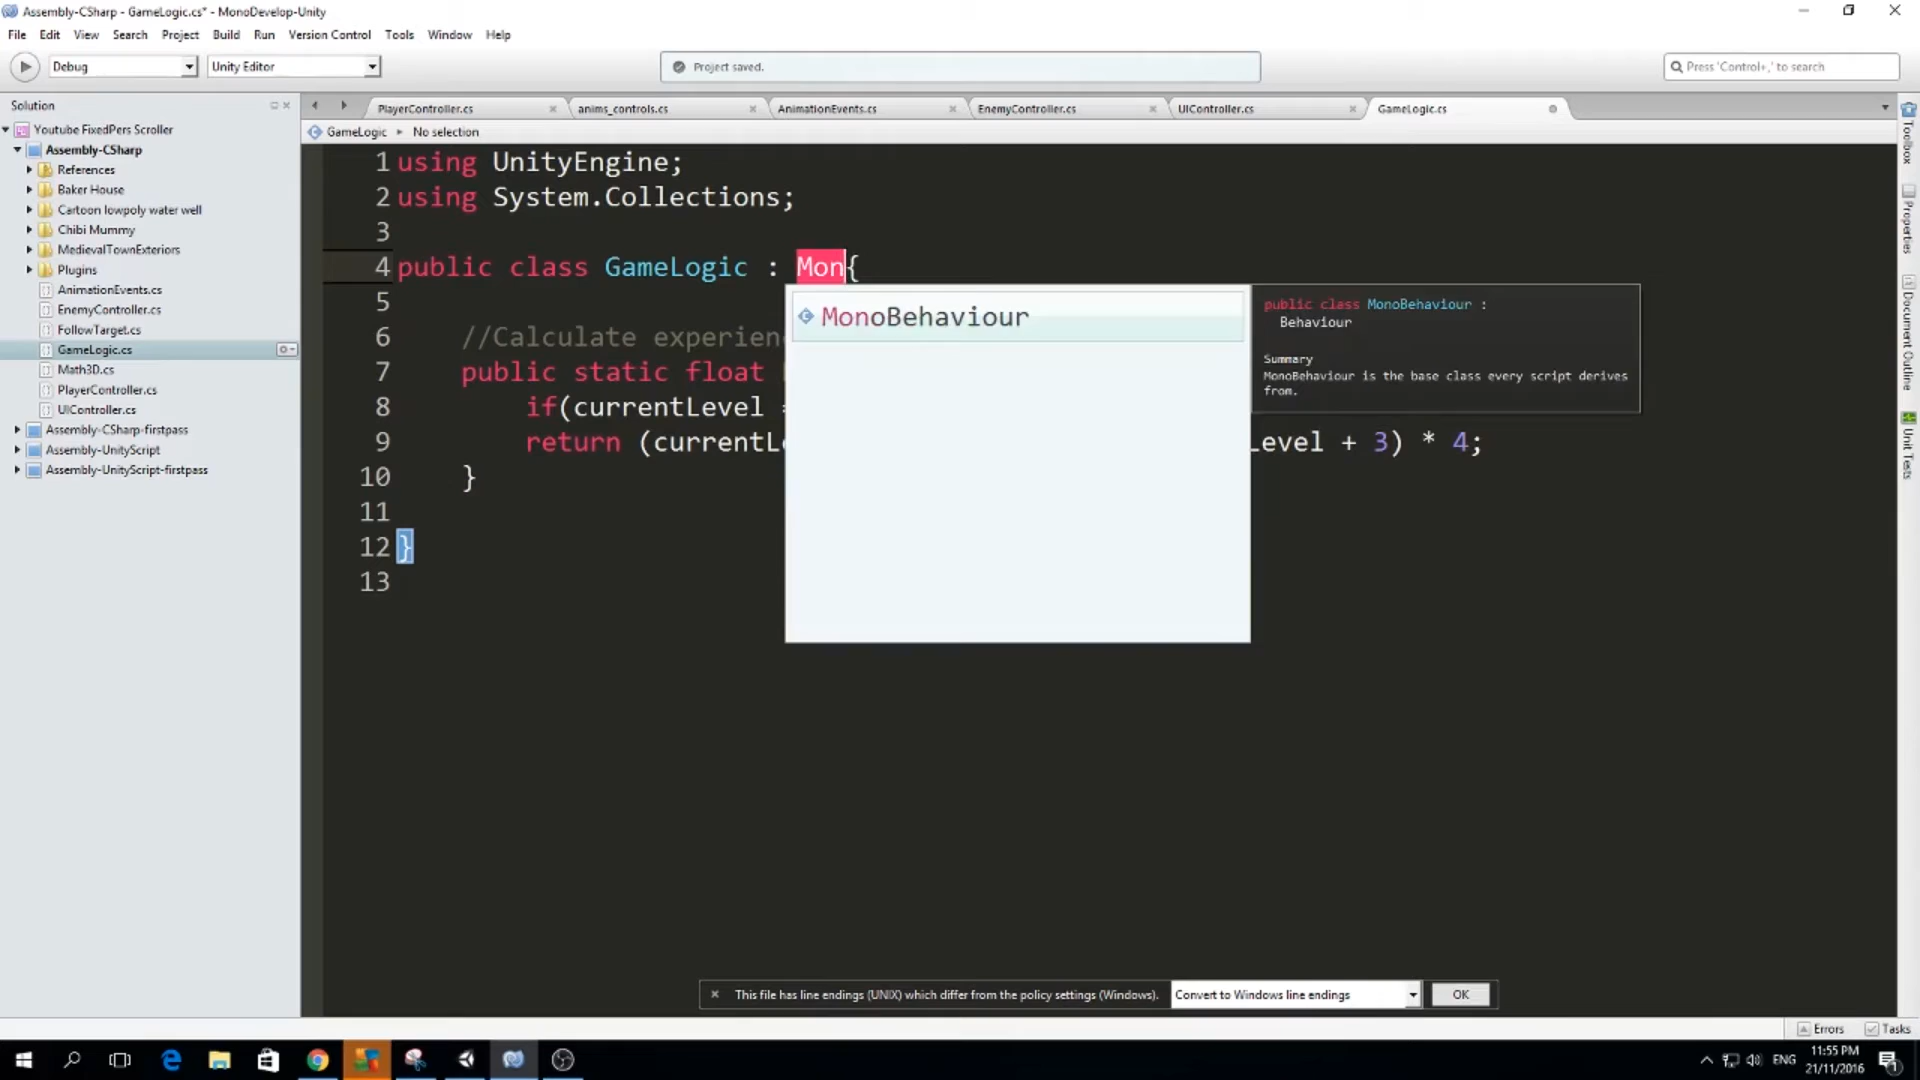 Assembly-CSharp - GameLogic.cs* - MonoDevelop-Unity
File Edit View Search Project Build Run Version Control Tools Window Help
Debug Unity Editor Project saved. Press 'Control+,' to search
Solution
PlayerController.cs anims_controls.cs AnimationEvents.cs EnemyController.cs UIController.cs GameLogic.cs
GameLogic No selection
Youtube FixedPers Scroller
Assembly-CSharp
References
Baker House
Cartoon lowpoly water well
Chibi Mummy
MedievalTownExteriors
Plugins
AnimationEvents.cs
EnemyController.cs
FollowTarget.cs
GameLogic.cs
Math3D.cs
PlayerController.cs
UIController.cs
Assembly-CSharp-firstpass
Assembly-UnityScript
Assembly-UnityScript-firstpass
1 using UnityEngine;
2 using System.Collections;
3
4 public class GameLogic : Mon{
5
6 //Calculate experien
7 public static float
8 if(currentLevel
9 return (currentL Level + 3) * 4;
10 }
11
12 }
13
MonoBehaviour
public class MonoBehaviour :
Behaviour
Summary
MonoBehaviour is the base class every script derives
from.
Toolbox
Properties
Document Outline
Unit Tests
This file has line endings (UNIX) which differ from the policy settings (Windows). Convert to Windows line endings OK
Errors Tasks
ENG 11:55 PM
21/11/2016
1